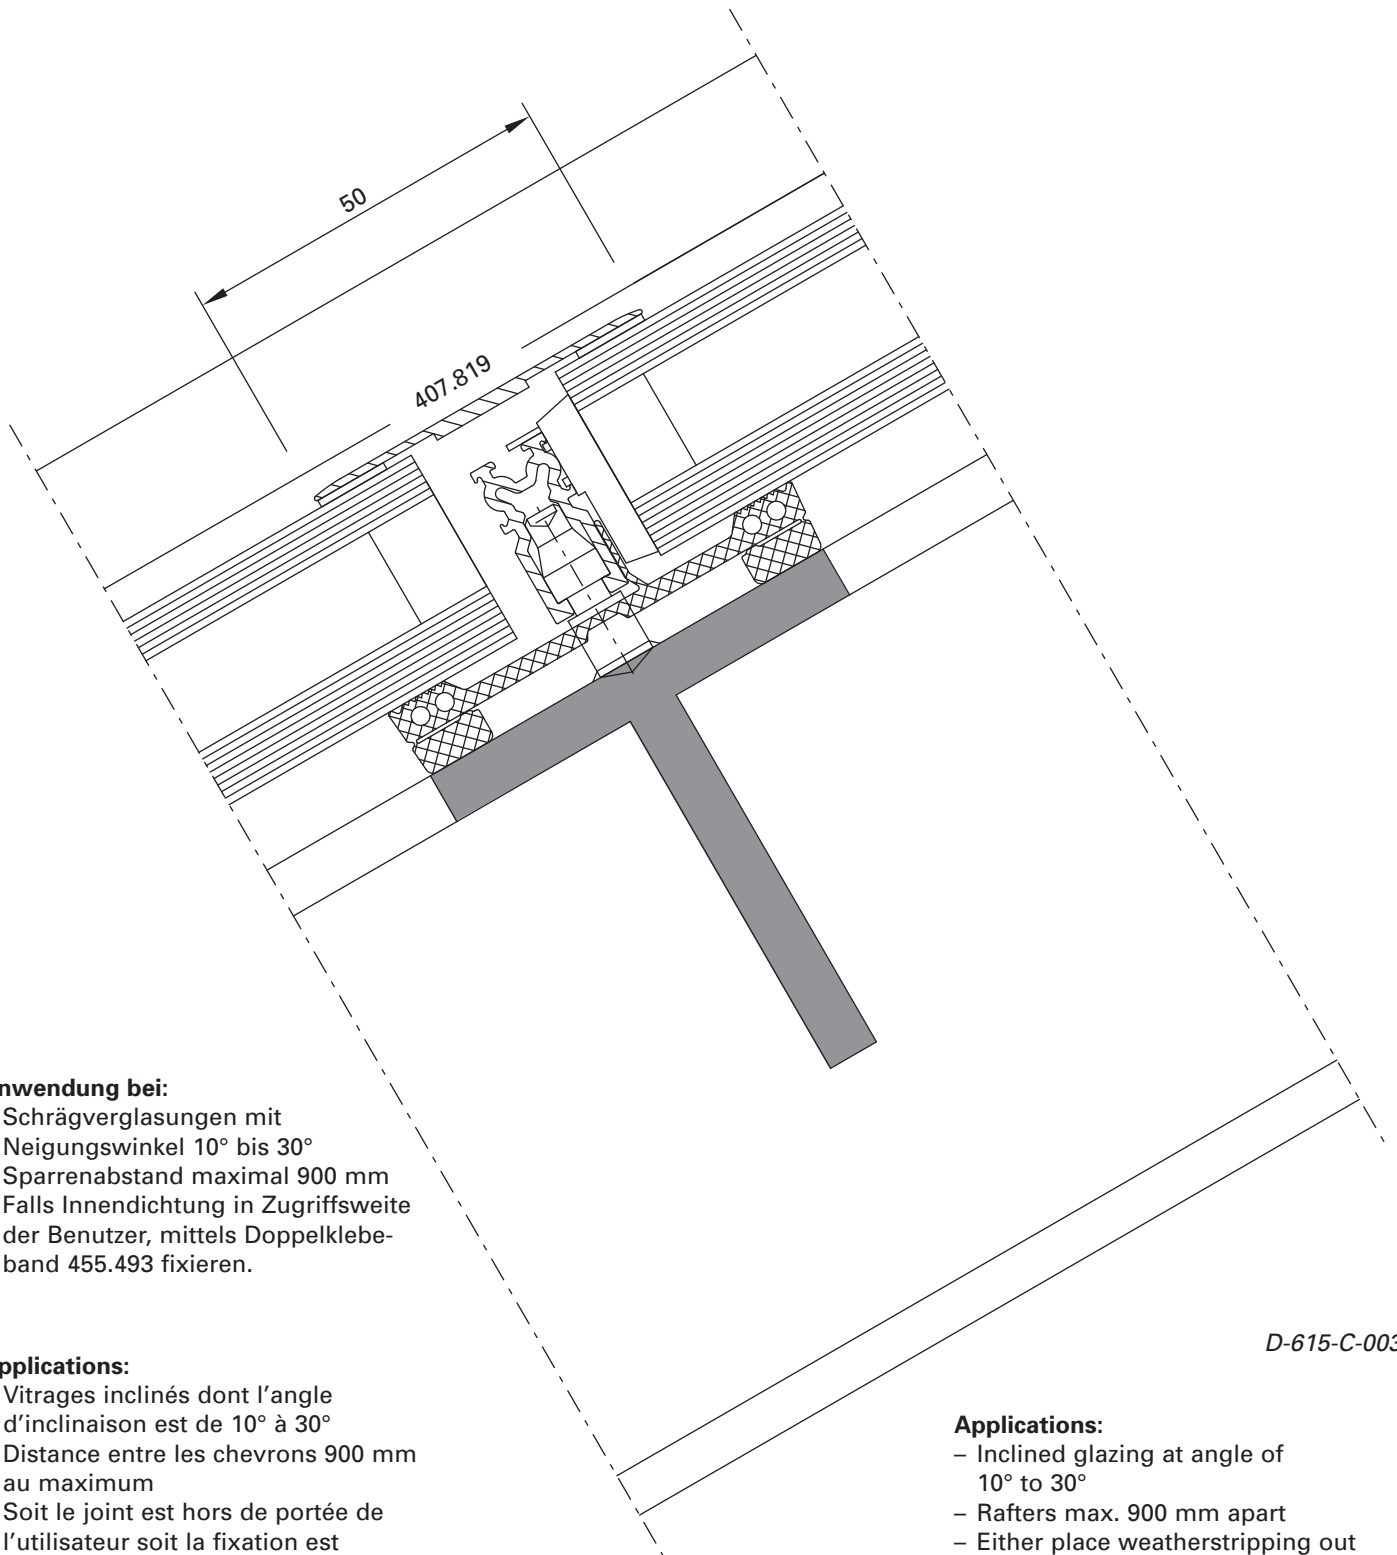 50
407.819
nwendung bei:
Schrägverglasungen mit
Neigungswinkel 10° bis 30°
Sparrenabstand maximal 900 mm
Falls Innendichtung in Zugriffsweite
der Benutzer, mittels Doppelklebe-
band 455.493 fixieren.
pplications:
Vitrages inclinés dont l’angle
d’inclinaison est de 10° à 30°
Distance entre les chevrons 900 mm
au maximum
Soit le joint est hors de portée de
l’utilisateur soit la fixation est
D-615-C-003
Applications:
– Inclined glazing at angle of
10° to 30°
– Rafters max. 900 mm apart
– Either place weatherstripping out